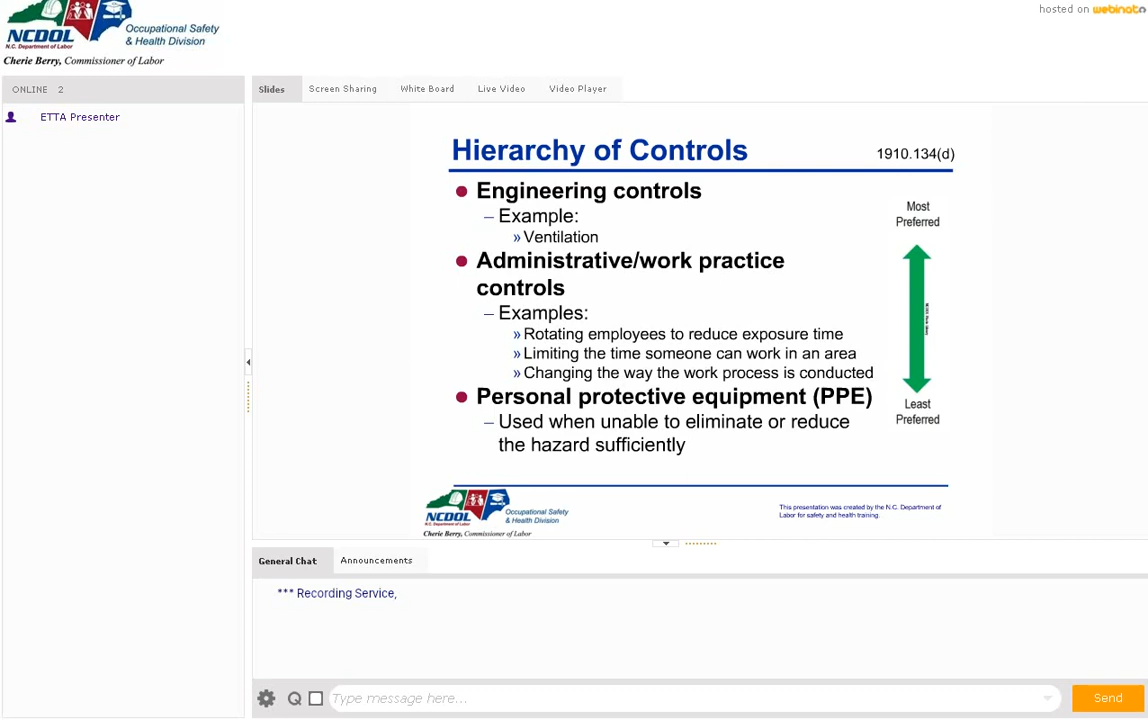 hosted on webinato
NCDOL
N.C. Department of Labor
Occupational Safety
& Health Division
Cherie Berry, Commissioner of Labor
ONLINE 2
ETTA Presenter
Slides Screen Sharing White Board Live Video Video Player
Hierarchy of Controls 1910.134(d)
Engineering controls
– Example:
» Ventilation
Administrative/work practice
controls
– Examples:
» Rotating employees to reduce exposure time
» Limiting the time someone can work in an area
» Changing the way the work process is conducted
Personal protective equipment (PPE)
– Used when unable to eliminate or reduce
the hazard sufficiently
Most
Preferred
Least
Preferred
NCDOL
N.C. Department of Labor
Occupational Safety
& Health Division
Cherie Berry, Commissioner of Labor
This presentation was created by the N.C. Department of
Labor for safety and health training.
General Chat Announcements
*** Recording Service,
Q Type message here... Send